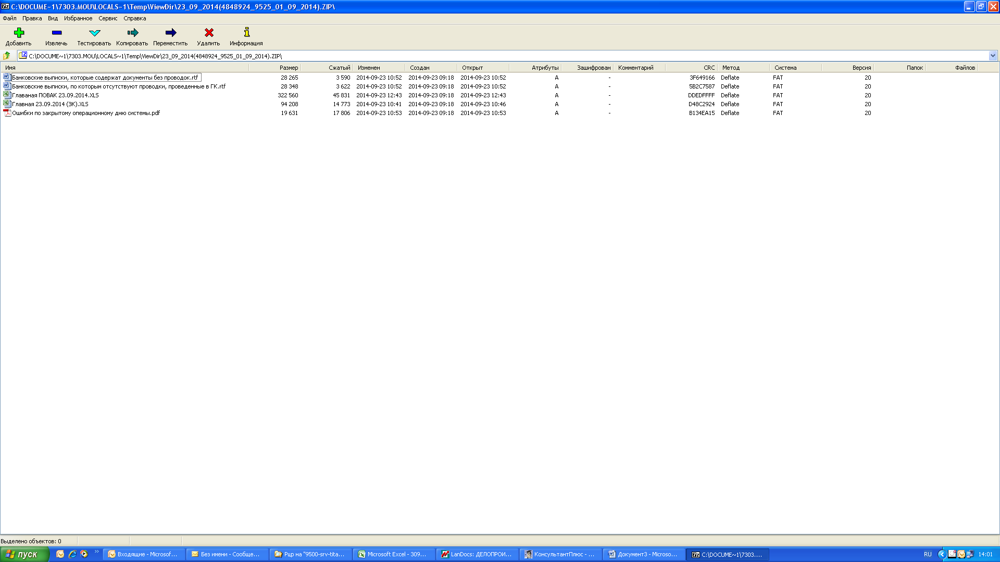 C:\DOCUME~1\7303.MOU\LOCALS~1\Temp\ViewDir\23_09_2014(4848924_9525_01_09_2014).ZIP\
Файл Правка Вид Избранное Сервис Справка
Добавить Извлечь Тестировать Копировать Переместить Удалить Информация
C:\DOCUME~1\7303.MOU\LOCALS~1\Temp\ViewDir\23_09_2014(4848924_9525_01_09_2014).ZIP\
Имя Размер Сжатый Изменен Создан Открыт Атрибуты Зашифрован Комментарий CRC Метод Система Версия Папок Файлов
Банковские выписки, которые содержат документы без проводок.rtf 28 265 3 590 2014-09-23 10:52 2014-09-23 09:18 2014-09-23 10:52 A - 3F649166 Deflate FAT 20
Банковские выписки, по которым отсутствуют проводки, проведенные в ГК.rtf 28 348 3 622 2014-09-23 10:52 2014-09-23 09:18 2014-09-23 10:52 A - 5B2C7587 Deflate FAT 20
Главаная ПОВАК 23.09.2014.XLS 322 560 45 831 2014-09-23 12:43 2014-09-23 09:18 2014-09-23 12:43 A - DDEDFFFF Deflate FAT 20
Главная 23.09.2014 (ЗК).XLS 94 208 14 773 2014-09-23 10:41 2014-09-23 09:18 2014-09-23 10:46 A - D48C2924 Deflate FAT 20
Ошибки по закрытому операционному дню системы.pdf 19 631 17 806 2014-09-23 10:53 2014-09-23 09:18 2014-09-23 10:53 A - B134EA15 Deflate FAT 20
Выделено объектов: 0
пуск Входящие - Microsof... Без имени - Сообще... Pup на "9500-srv-tita... Microsoft Excel - 309... LanDocs: ДЕЛОПРОИ... КонсультантПлюс - ... Документ3 - Microso... C:\DOCUME~1\7303.... RU 14:01